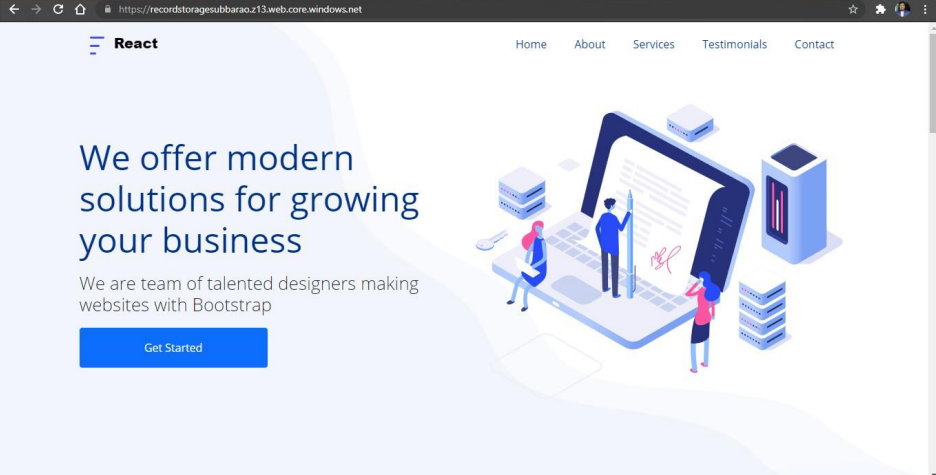 https://recordstoragesubbarao.z13.web.core.windows.net
React
Home About Services Testimonials Contact
We offer modern
solutions for growing
your business
We are team of talented designers making
websites with Bootstrap
Get Started